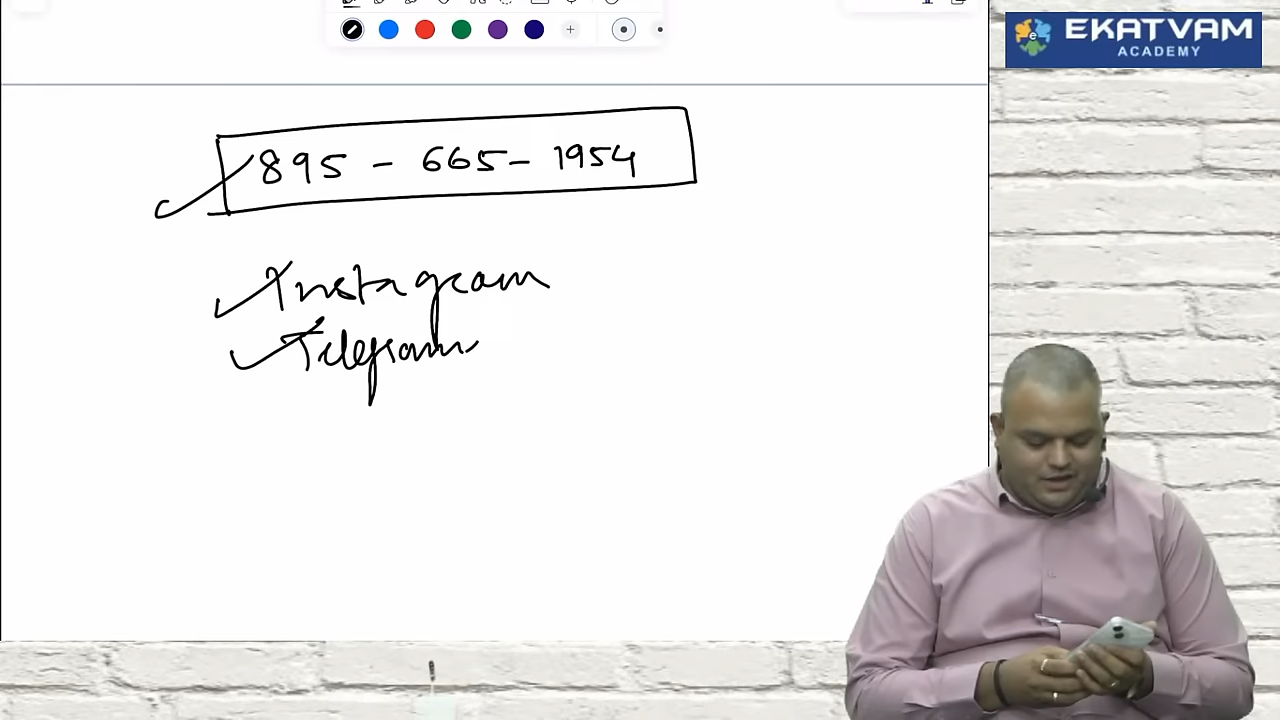 EKATVAM
ACADEMY
895 - 665 - 1954
Instagram
Telegram